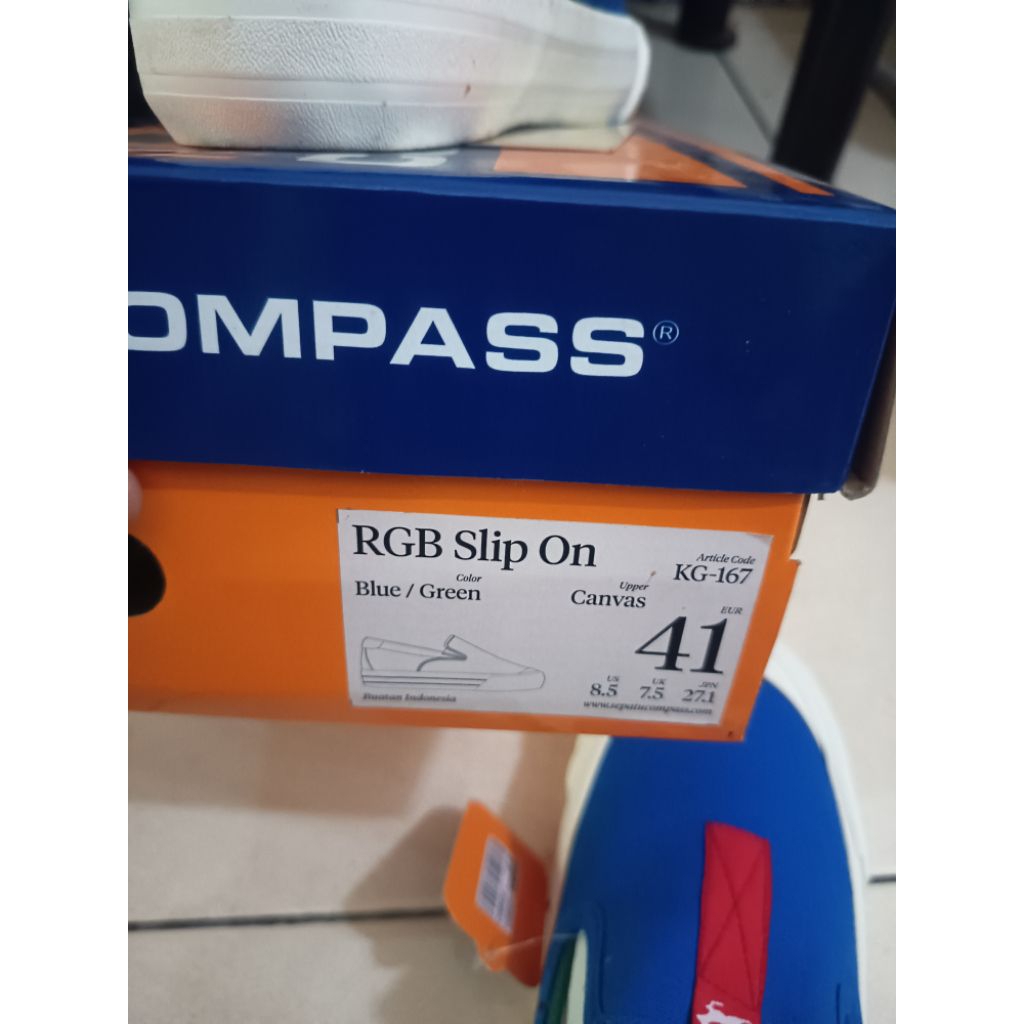 OMPASS®
RGB Slip On
Article Code
KG-167
Color
Blue / Green
Upper
Canvas
EUR
41
US UK JPN
8.5 7.5 27.1
Buatan Indonesia
www.sepatucompass.com